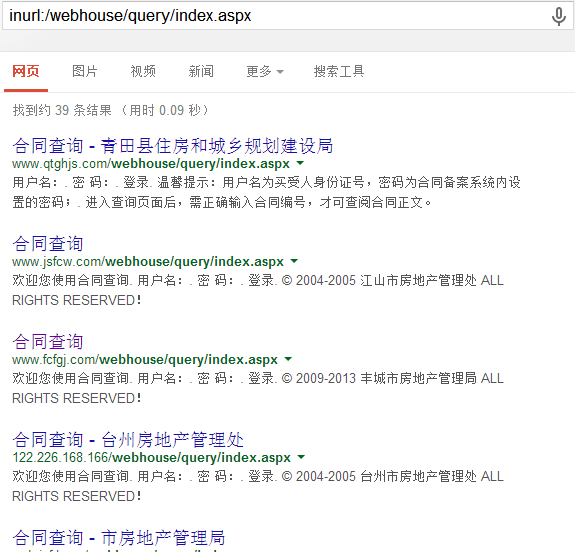 inurl:/webhouse/query/index.aspx
网页 图片 视频 新闻 更多 搜索工具
找到约 39 条结果 （用时 0.09 秒）
合同查询 - 青田县住房和城乡规划建设局
www.qtghjs.com/webhouse/query/index.aspx
用户名：. 密 码：. 登录. 温馨提示：用户名为买受人身份证号，密码为合同备案系统内设
置的密码；. 进入查询页面后，需正确输入合同编号，才可查阅合同正文。
合同查询
www.jsfcw.com/webhouse/query/index.aspx
欢迎您使用合同查询. 用户名：. 密 码：. 登录. © 2004-2005 江山市房地产管理处 ALL
RIGHTS RESERVED！
合同查询
www.fcfgj.com/webhouse/query/index.aspx
欢迎您使用合同查询. 用户名：. 密 码：. 登录. © 2009-2013 丰城市房地产管理局 ALL
RIGHTS RESERVED！
合同查询 - 台州房地产管理处
122.226.168.166/webhouse/query/index.aspx
欢迎您使用合同查询. 用户名：. 密 码：. 登录. © 2004-2005 台州市房地产管理处 ALL
RIGHTS RESERVED！
合同查询 - 市房地产管理局